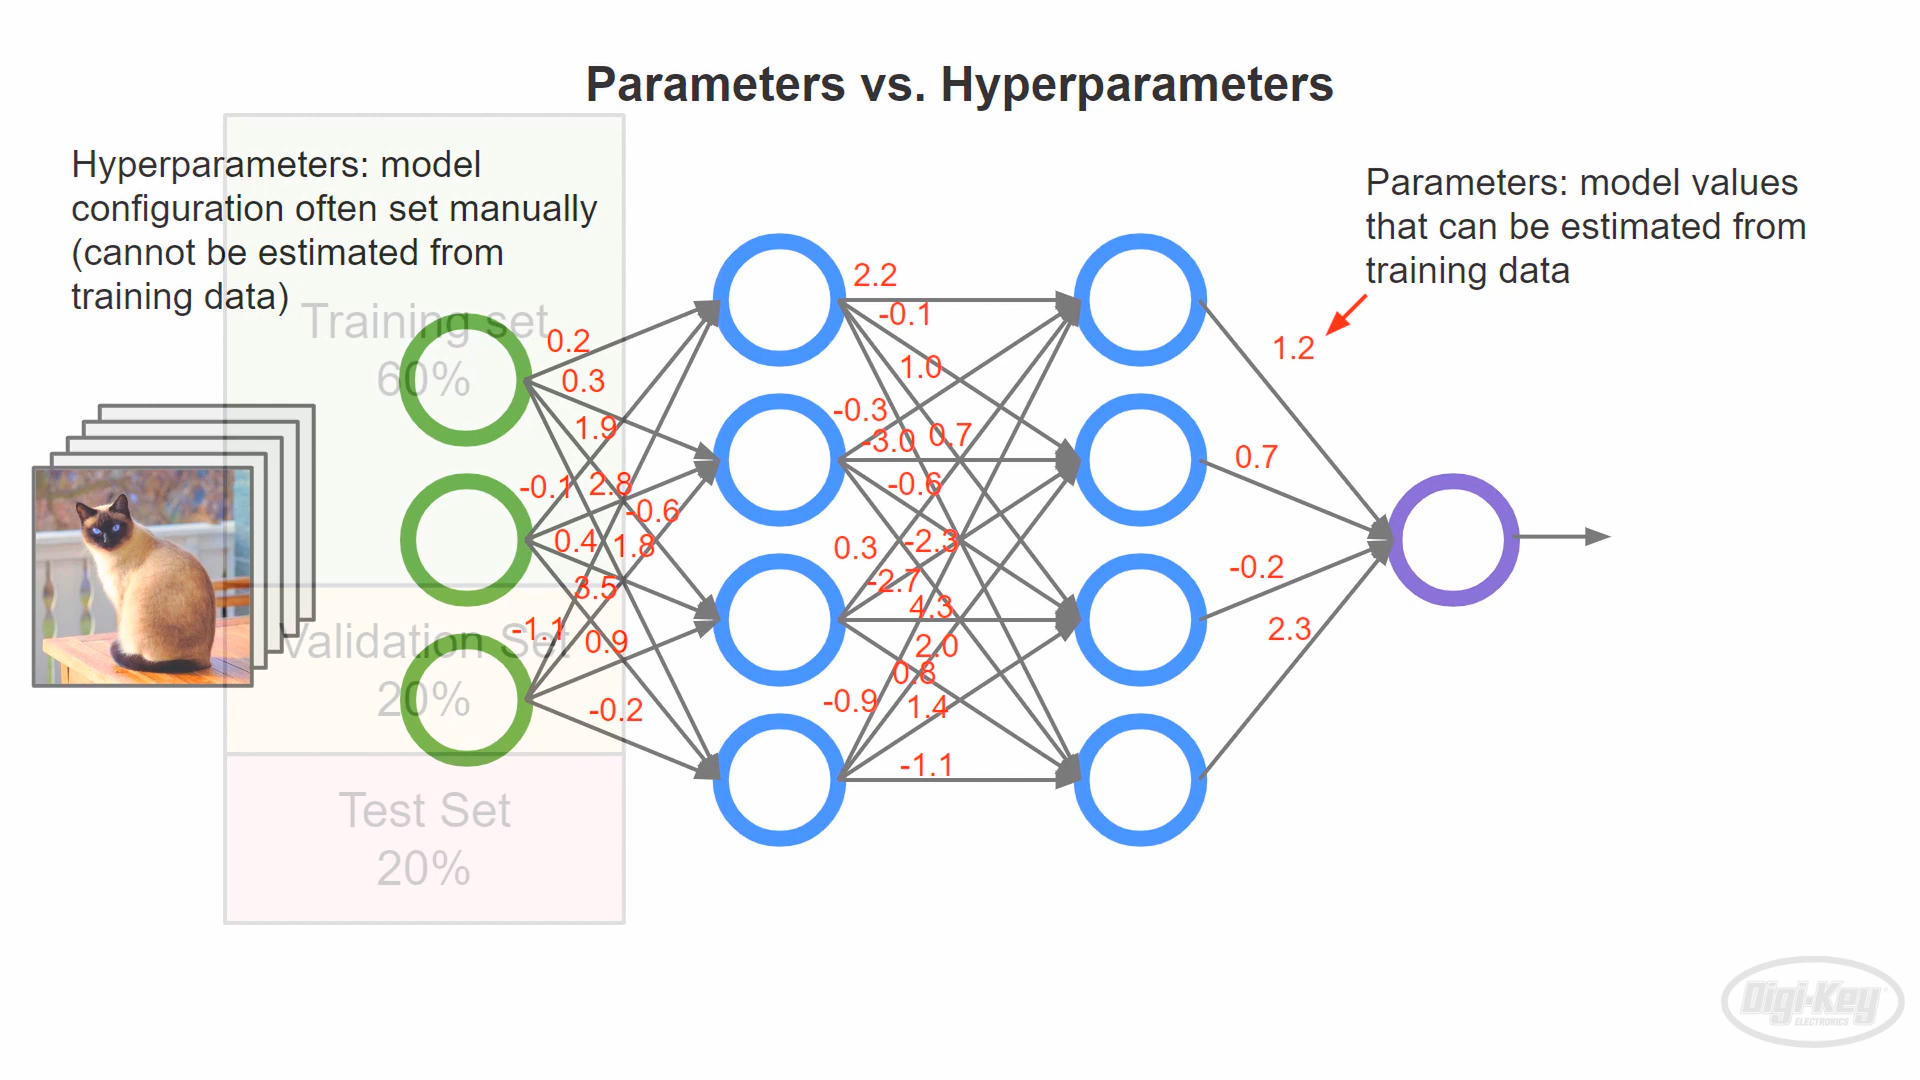 Parameters vs. Hyperparameters
Hyperparameters: model
configuration often set manually
(cannot be estimated from
training data)
Parameters: model values
that can be estimated from
training data
Training set
60%
Validation Set
20%
Test Set
20%
0.2
0.3
1.9
-0.1
2.8
-0.6
0.4
1.8
3.5
-1.1
0.9
-0.2
2.2
-0.1
1.0
-0.3
-3.0
0.7
-0.6
0.3
-2.3
-2.7
4.3
2.0
0.8
-0.9
1.4
-1.1
1.2
0.7
-0.2
2.3
Digi-Key
ELECTRONICS